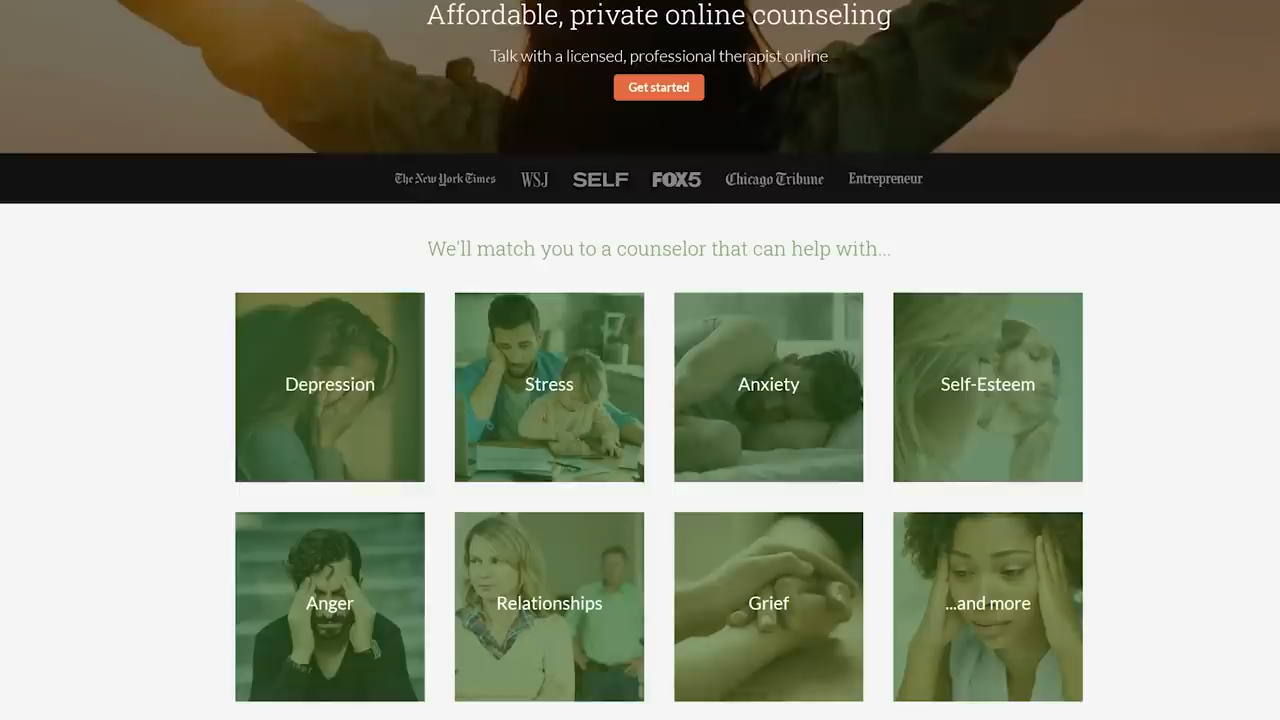 Affordable, private online counseling
Talk with a licensed, professional therapist online
Get started
The New York Times WSJ SELF FOX5 Chicago Tribune Entrepreneur
We'll match you to a counselor that can help with...
Depression Stress Anxiety Self-Esteem
Anger Relationships Grief ...and more